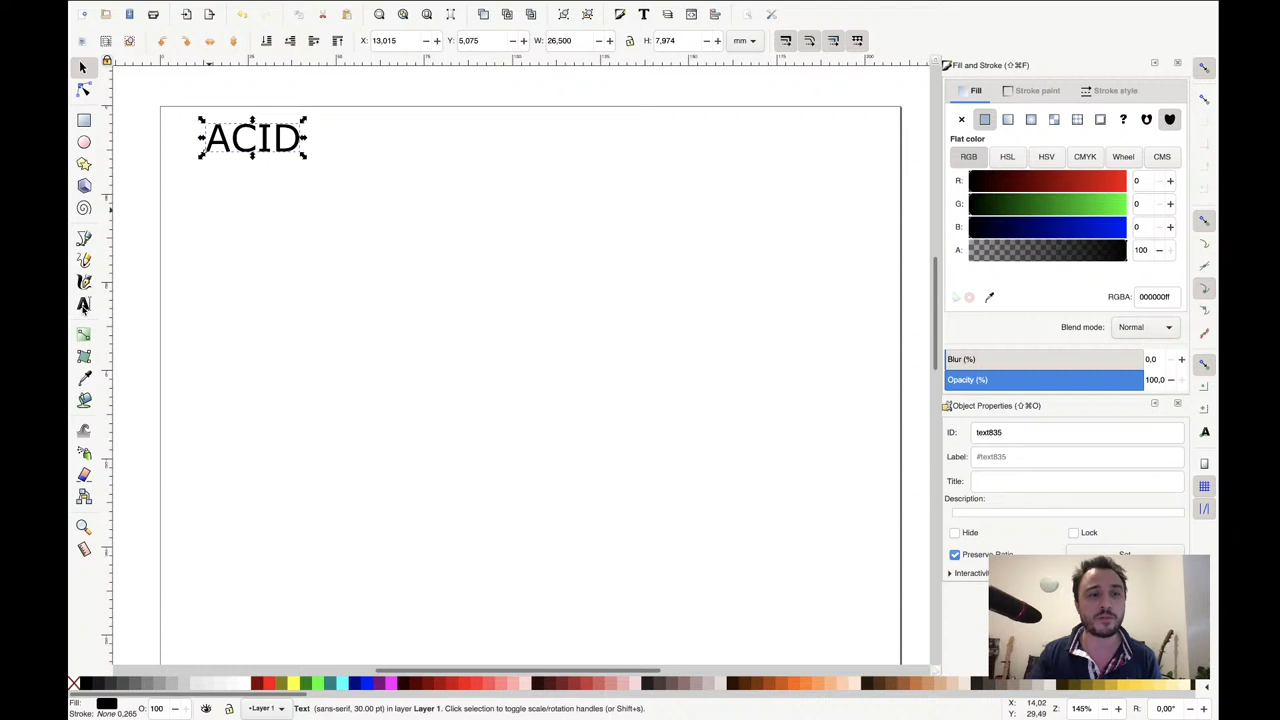 X: 13,015 Y: 5,075 W: 26,500 H: 7,974 mm
Fill and Stroke (⇧⌘F)
Fill Stroke paint Stroke style
ACID
?
Flat color
RGB HSL HSV CMYK Wheel CMS
R: 0
G: 0
B: 0
A: 100
RGBA: 000000ff
Blend mode: Normal
Blur (%) 0,0
Opacity (%) 100,0
Object Properties (⇧⌘O)
ID: text835
Label: #text835
Title:
Description:
Hide Lock
Preserve Ratio Set
Fill:
Stroke: None 0,265
O: 100
•Layer 1
Text (sans-serif, 30.00 pt) in layer Layer 1. Click selection to toggle scale/rotation handles (or Shift+s).
X: 14,02
Y: 29,49
Z: 145%
R: 0,00°